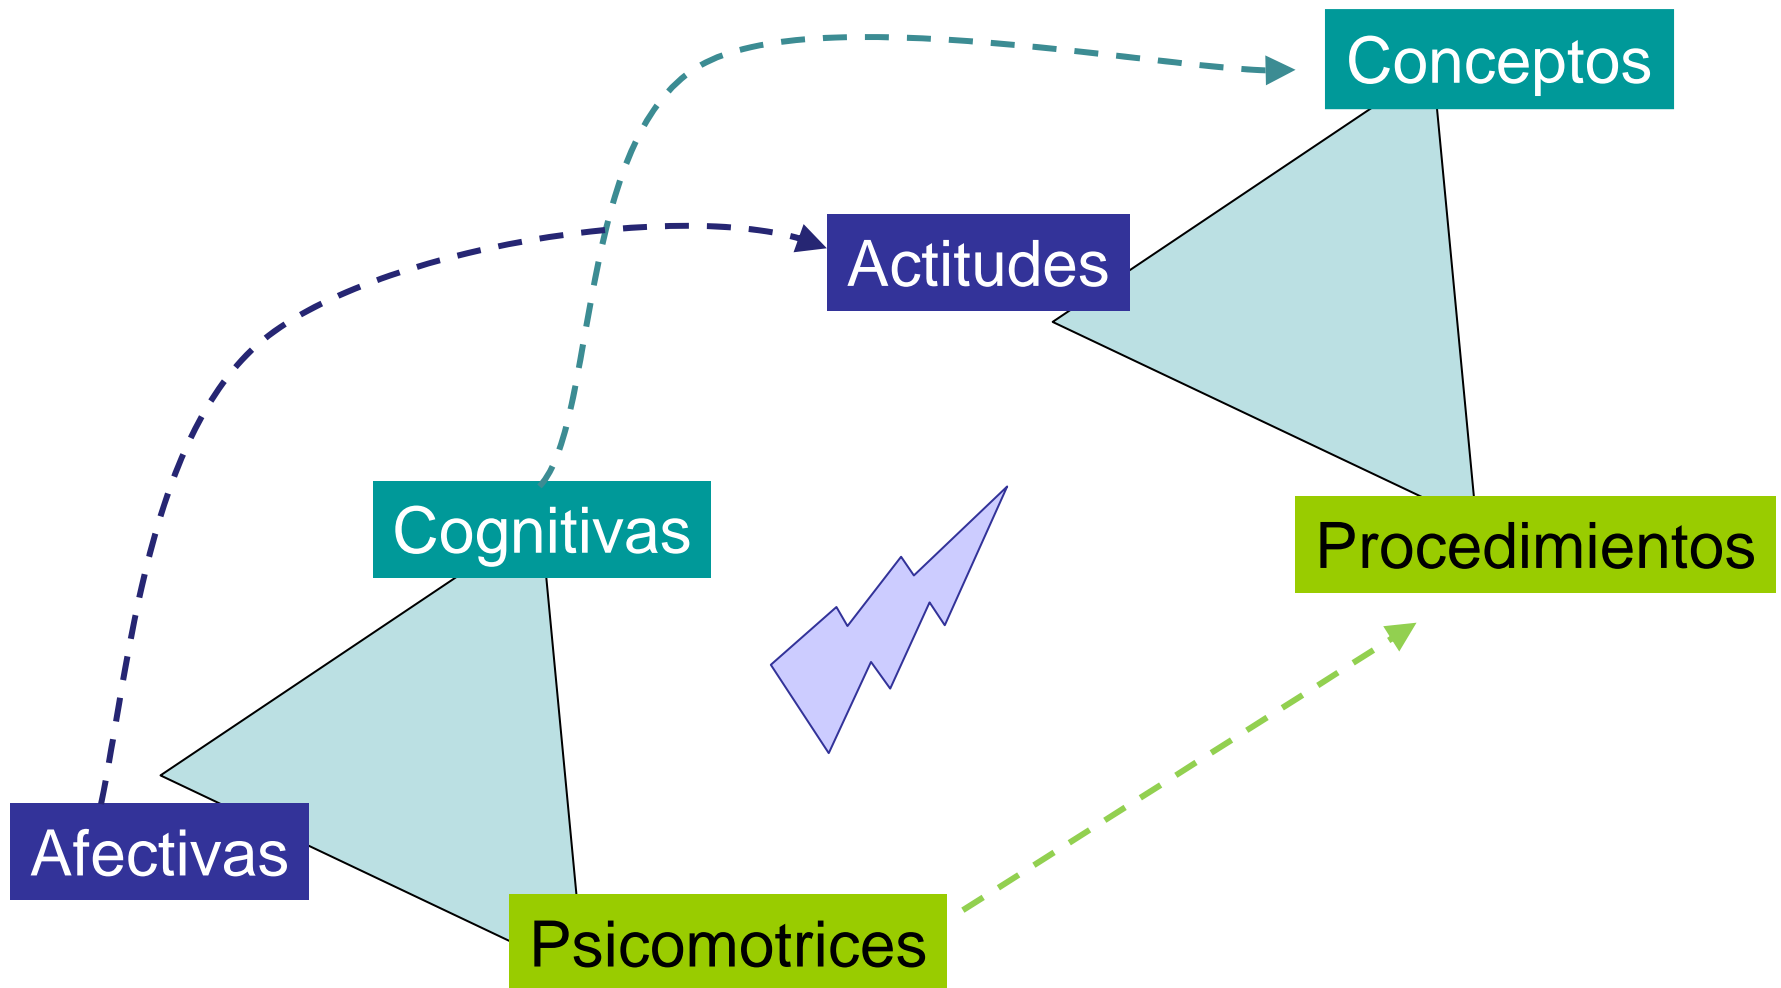 Conceptos
Actitudes
Cognitivas
Procedimientos
Afectivas
Psicomotrices